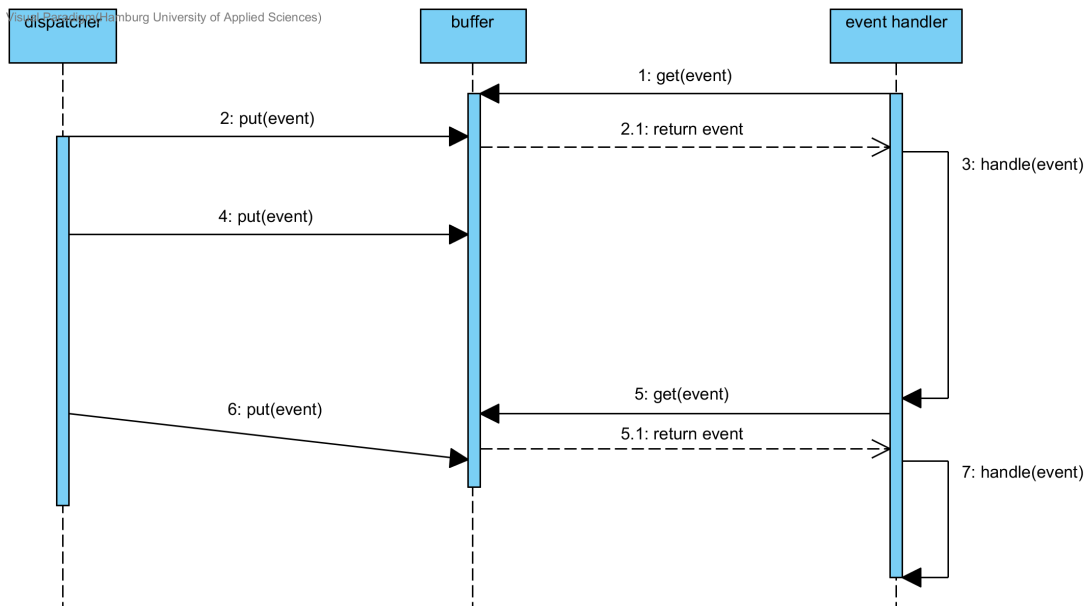 Visual Paradigm(Hamburg University of Applied Sciences)
dispatcher
buffer
event handler
1: get(event)
2: put(event)
2.1: return event
3: handle(event)
4: put(event)
5: get(event)
6: put(event)
5.1: return event
7: handle(event)